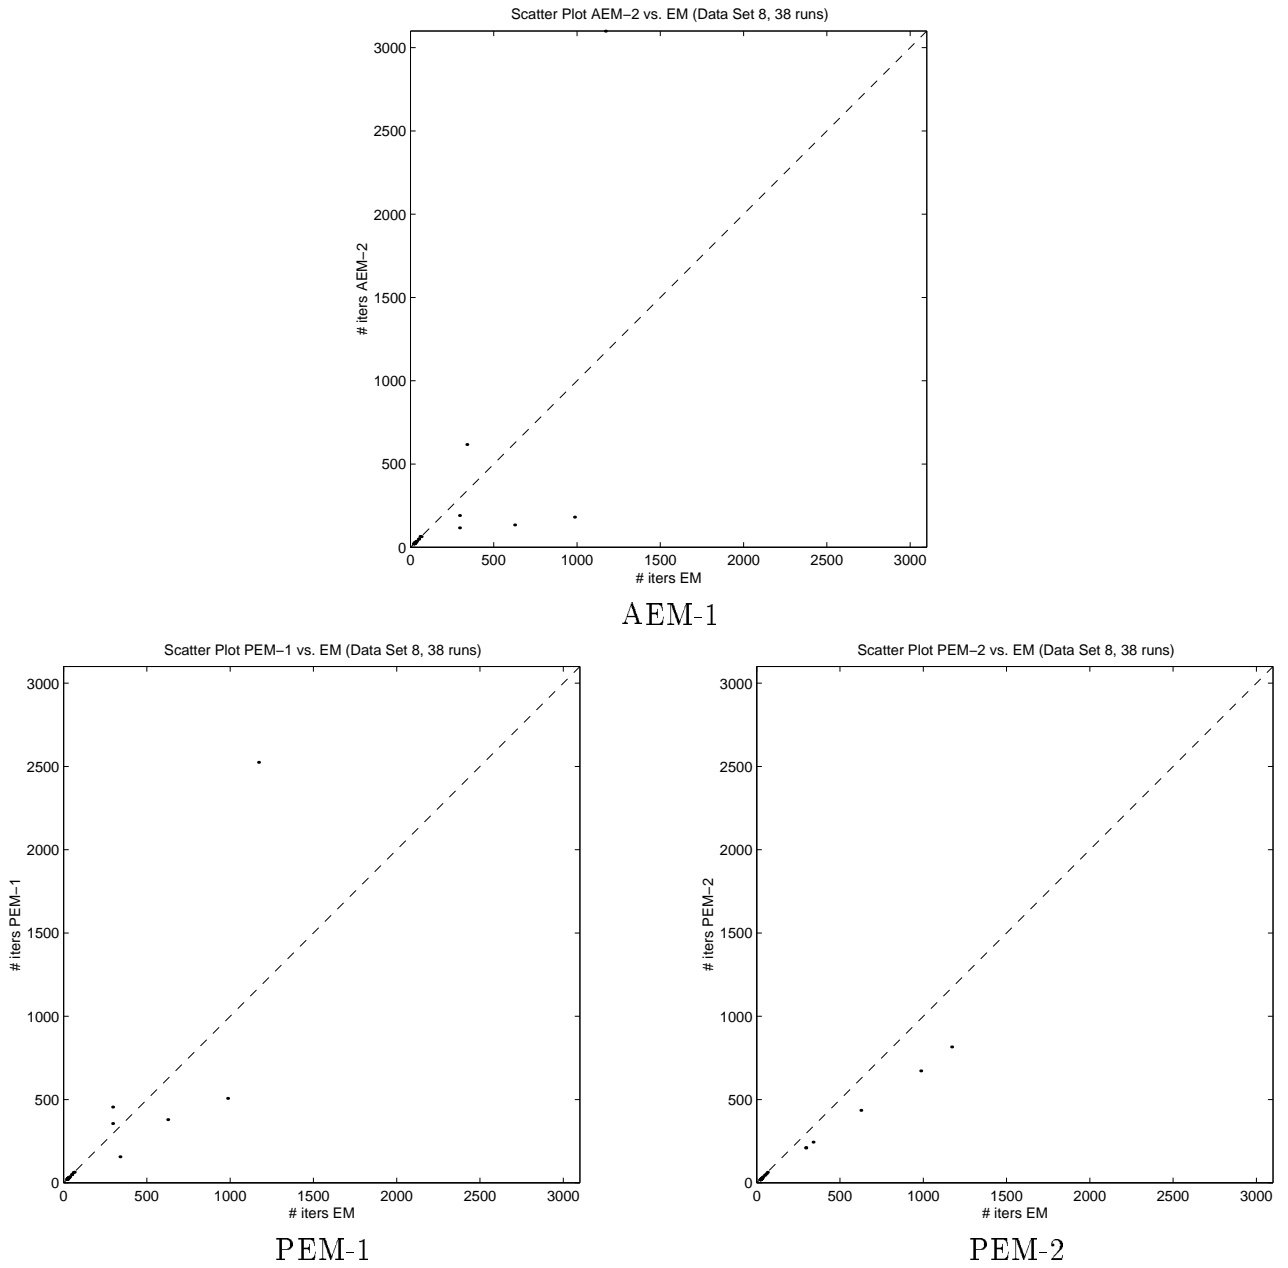 Scatter Plot AEM−2 vs. EM (Data Set 8, 38 runs)
3000
2500
2000
1500
1000
500
0
# iters AEM−2
0 500 1000 1500 2000 2500 3000
# iters EM
AEM-1
Scatter Plot PEM−1 vs. EM (Data Set 8, 38 runs)
3000
2500
2000
1500
1000
500
0
# iters PEM−1
0 500 1000 1500 2000 2500 3000
# iters EM
PEM-1
Scatter Plot PEM−2 vs. EM (Data Set 8, 38 runs)
3000
2500
2000
1500
1000
500
0
# iters PEM−2
0 500 1000 1500 2000 2500 3000
# iters EM
PEM-2